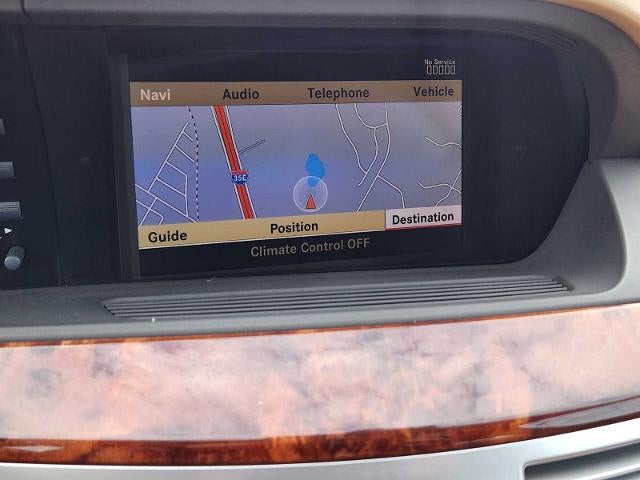 No Service
Navi Audio Telephone Vehicle
35E
Guide Position Destination
Climate Control OFF